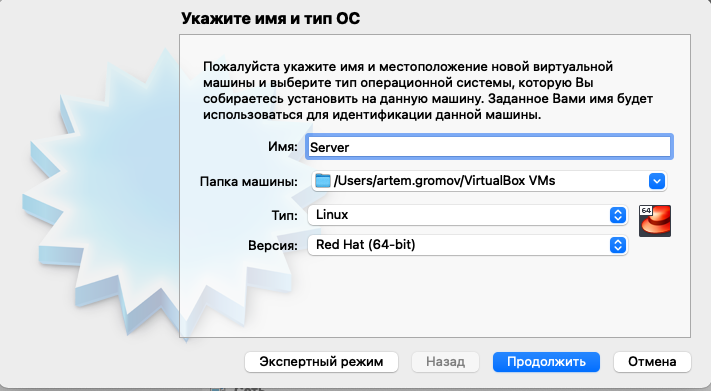 Укажите имя и тип ОС
Пожалуйста укажите имя и местоположение новой виртуальной
машины и выберите тип операционной системы, которую Вы
собираетесь установить на данную машину. Заданное Вами имя будет
использоваться для идентификации данной машины.
Имя: Server
Папка машины: /Users/artem.gromov/VirtualBox VMs
Тип: Linux
64
Версия: Red Hat (64-bit)
Экспертный режим Назад Продолжить Отмена